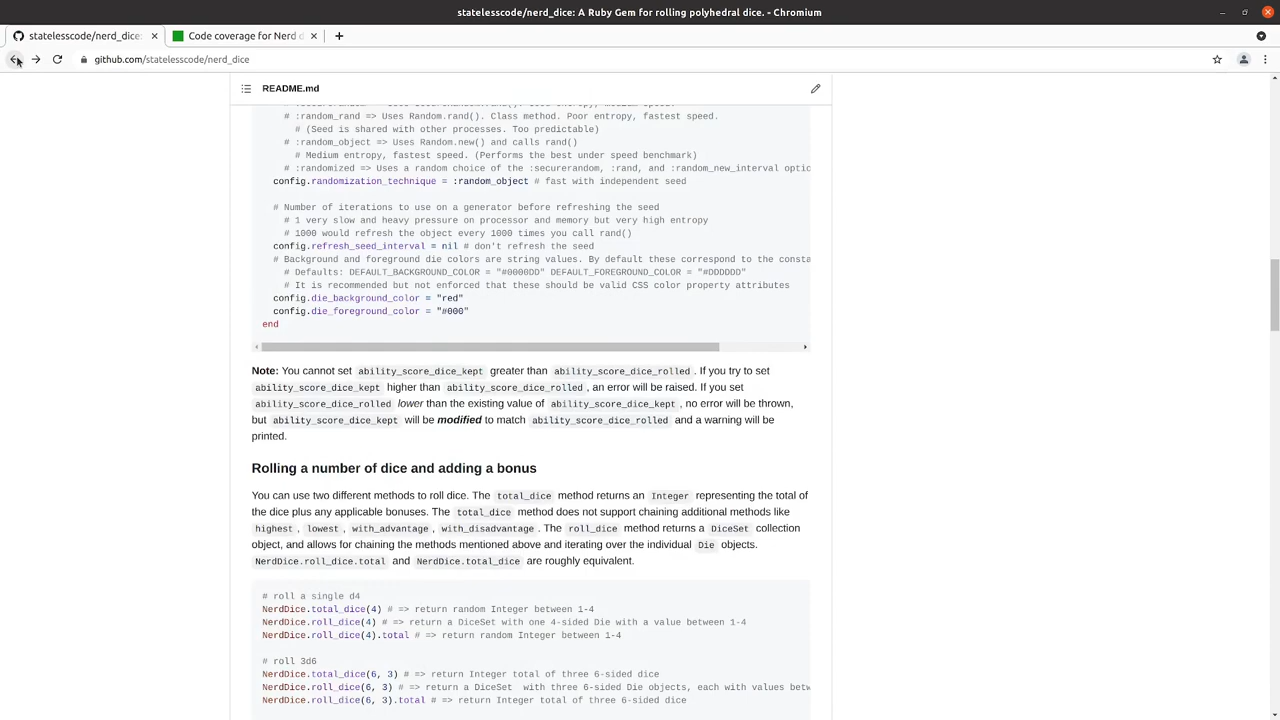 statelesscode/nerd_dice: A Ruby Gem for rolling polyhedral dice. - Chromium
statelesscode/nerd_dice:
Code coverage for Nerd d
github.com/statelesscode/nerd_dice
README.md
# :random_rand => Uses Random.rand(). Class method. Poor entropy, fastest speed.
# (Seed is shared with other processes. Too predictable)
# :random_object => Uses Random.new() and calls rand()
# Medium entropy, fastest speed. (Performs the best under speed benchmark)
# :randomized => Uses a random choice of the :securerandom, :rand, and :random_new_interval optio
config.randomization_technique = :random_object # fast with independent seed
# Number of iterations to use on a generator before refreshing the seed
# 1 very slow and heavy pressure on processor and memory but very high entropy
# 1000 would refresh the object every 1000 times you call rand()
config.refresh_seed_interval = nil # don't refresh the seed
# Background and foreground die colors are string values. By default these correspond to the consta
# Defaults: DEFAULT_BACKGROUND_COLOR = "#0000DD" DEFAULT_FOREGROUND_COLOR = "#DDDDDD"
# It is recommended but not enforced that these should be valid CSS color property attributes
config.die_background_color = "red"
config.die_foreground_color = "#000"
end
Note: You cannot set ability_score_dice_kept greater than ability_score_dice_rolled. If you try to set
ability_score_dice_kept higher than ability_score_dice_rolled, an error will be raised. If you set
ability_score_dice_rolled lower than the existing value of ability_score_dice_kept, no error will be thrown,
but ability_score_dice_kept will be modified to match ability_score_dice_rolled and a warning will be
printed.
Rolling a number of dice and adding a bonus
You can use two different methods to roll dice. The total_dice method returns an Integer representing the total of
the dice plus any applicable bonuses. The total_dice method does not support chaining additional methods like
highest, lowest, with_advantage, with_disadvantage. The roll_dice method returns a DiceSet collection
object, and allows for chaining the methods mentioned above and iterating over the individual Die objects.
NerdDice.roll_dice.total and NerdDice.total_dice are roughly equivalent.
# roll a single d4
NerdDice.total_dice(4) # => return random Integer between 1-4
NerdDice.roll_dice(4) # => return a DiceSet with one 4-sided Die with a value between 1-4
NerdDice.roll_dice(4).total # => return random Integer between 1-4
# roll 3d6
NerdDice.total_dice(6, 3) # => return Integer total of three 6-sided dice
NerdDice.roll_dice(6, 3) # => return a DiceSet  with three 6-sided Die objects, each with values betw
NerdDice.roll_dice(6, 3).total # => return Integer total of three 6-sided dice